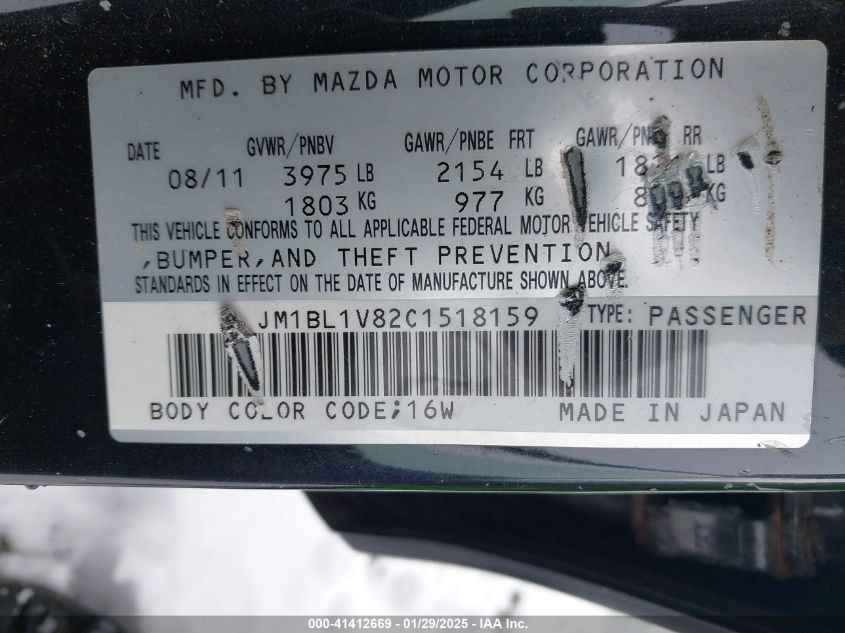 MFD. BY MAZDA MOTOR CORPORATION
DATE GVWR/PNBV GAWR/PNBE FRT GAWR/PNBE RR
08/11 3975 LB 2154 LB LB
1803 KG 977 KG KG
THIS VEHICLE CONFORMS TO ALL APPLICABLE FEDERAL MOTOR VEHICLE SAFETY
,BUMPER,AND THEFT PREVENTION
STANDARDS IN EFFECT ON THE DATE OF MANUFACTURE SHOWN ABOVE.
JM1BL1V82C1518159 TYPE: PASSENGER
BODY COLOR CODE;16W MADE IN JAPAN
000-41412669 - 01/29/2025 - COPYRIGHT © IAA, Inc.